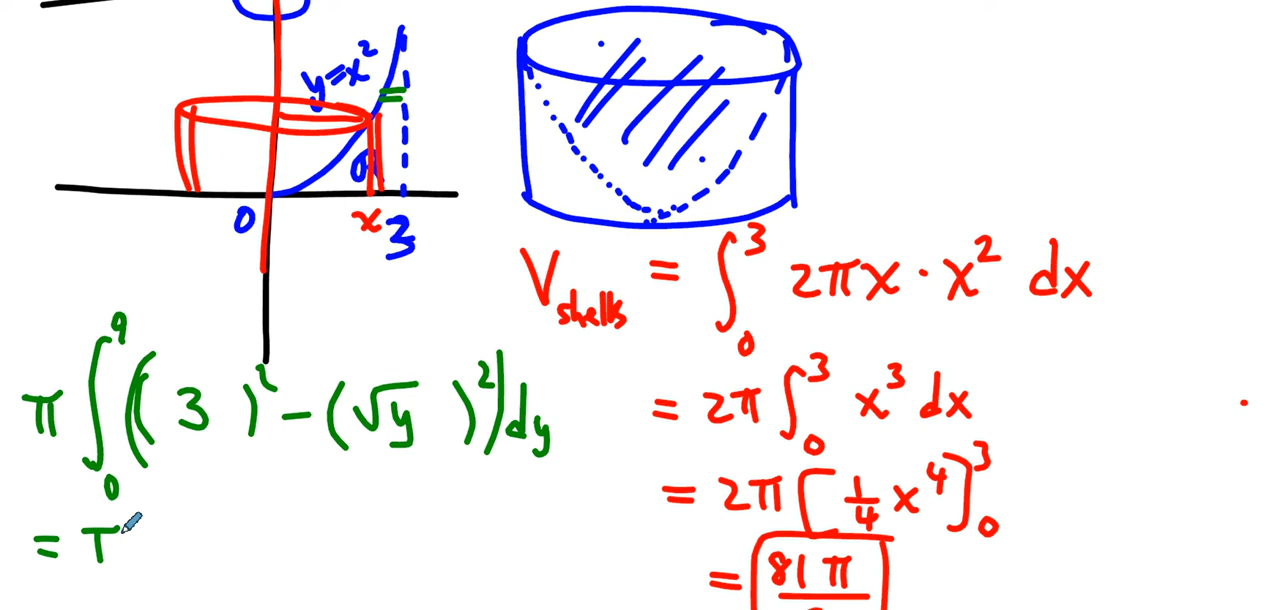 y=x²
0 x 3
V_shells = ∫₀³ 2πx · x² dx
π ∫₀⁹ ((3)² - (√y)²) dy
= 2π ∫₀³ x³ dx
= 2π [1/4 x⁴]₀³
= π
= 81π